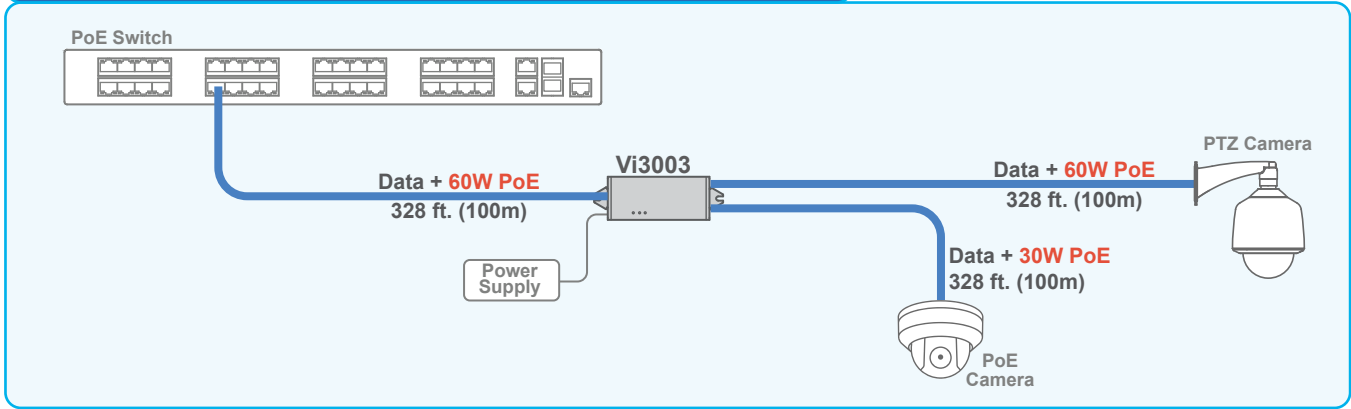 PoE Switch
Vi3003
Data + 60W PoE
328 ft. (100m)
Power
Supply
Data + 60W PoE
328 ft. (100m)
PTZ Camera
Data + 30W PoE
328 ft. (100m)
PoE
Camera